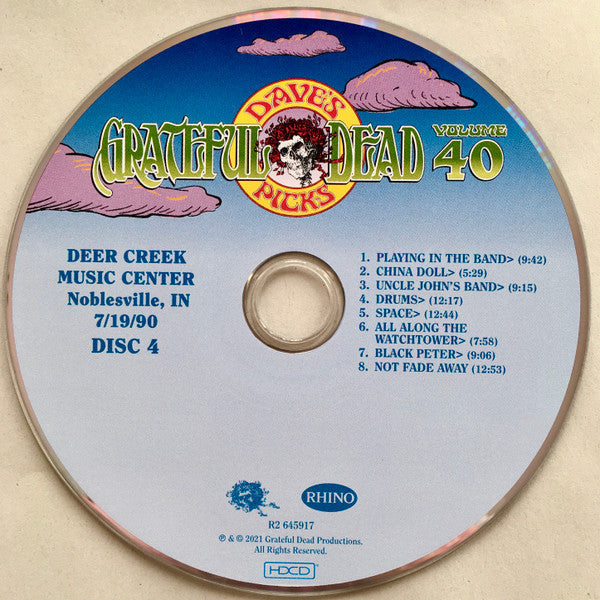 DAVE'S
GRATEFUL DEAD VOLUME 40
PICKS
DEER CREEK
MUSIC CENTER
Noblesville, IN
7/19/90
DISC 4
1. PLAYING IN THE BAND> (9:42)
2. CHINA DOLL> (5:29)
3. UNCLE JOHN'S BAND> (9:15)
4. DRUMS> (12:17)
5. SPACE> (12:44)
6. ALL ALONG THE
WATCHTOWER> (7:58)
7. BLACK PETER> (9:06)
8. NOT FADE AWAY (12:53)
RHINO
R2 645917
℗ & © 2021 Grateful Dead Productions.
All Rights Reserved.
HDCD